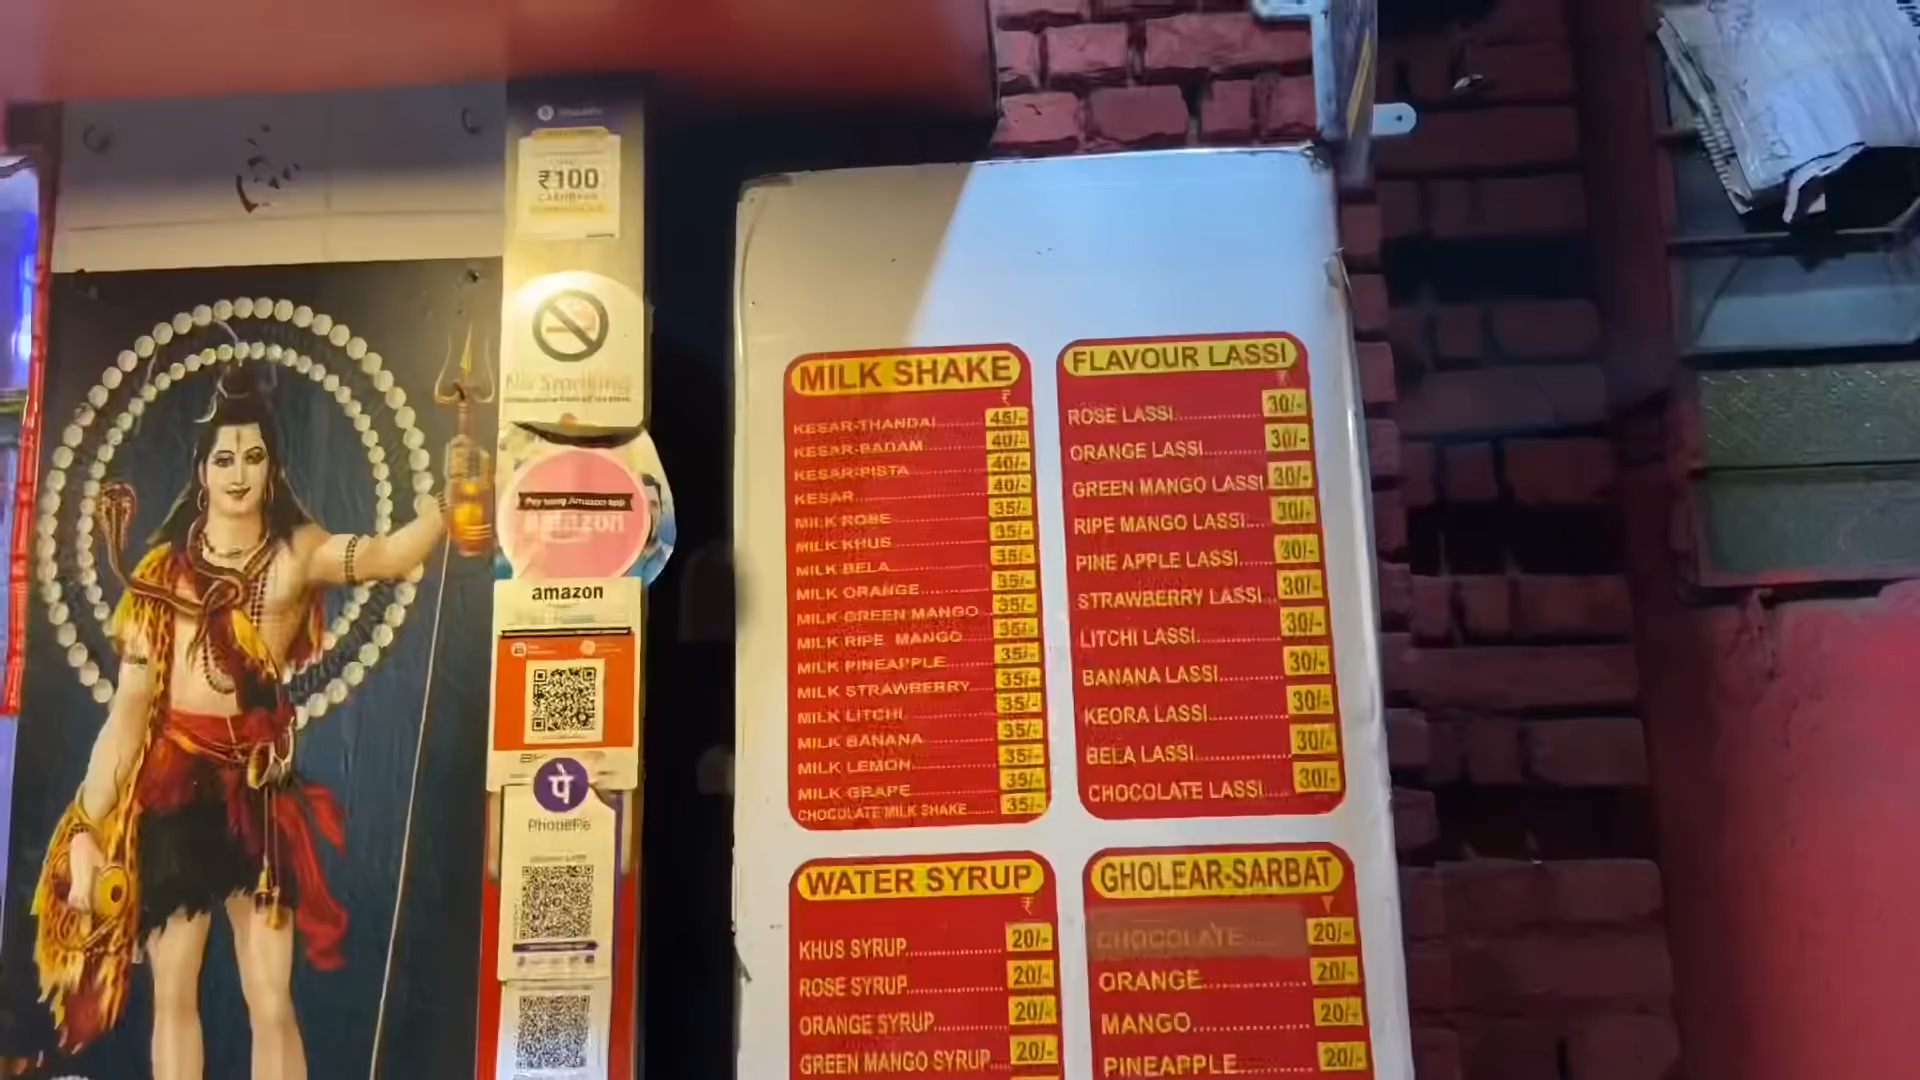 ₹100
CASHBACK
No Smoking
Pay using Amazon app
amazon
amazon
पे
PhonePe
MILK SHAKE
₹
KESAR-THANDAI 45/-
KESAR-BADAM 40/-
KESAR-PISTA 40/-
KESAR 40/-
MILK ROSE 35/-
MILK KHUS 35/-
MILK BELA 35/-
MILK ORANGE 35/-
MILK GREEN MANGO 35/-
MILK RIPE MANGO 35/-
MILK PINEAPPLE 35/-
MILK STRAWBERRY 35/-
MILK LITCHI 35/-
MILK BANANA 35/-
MILK LEMON 35/-
MILK GRAPE 35/-
CHOCOLATE MILK SHAKE 35/-
FLAVOUR LASSI
₹
ROSE LASSI 30/-
ORANGE LASSI 30/-
GREEN MANGO LASSI 30/-
RIPE MANGO LASSI 30/-
PINE APPLE LASSI 30/-
STRAWBERRY LASSI 30/-
LITCHI LASSI 30/-
BANANA LASSI 30/-
KEORA LASSI 30/-
BELA LASSI 30/-
CHOCOLATE LASSI 30/-
WATER SYRUP
₹
KHUS SYRUP 20/-
ROSE SYRUP 20/-
ORANGE SYRUP 20/-
GREEN MANGO SYRUP 20/-
GHOLEAR-SARBAT
CHOCOLATE 20/-
ORANGE 20/-
MANGO 20/-
PINEAPPLE 20/-